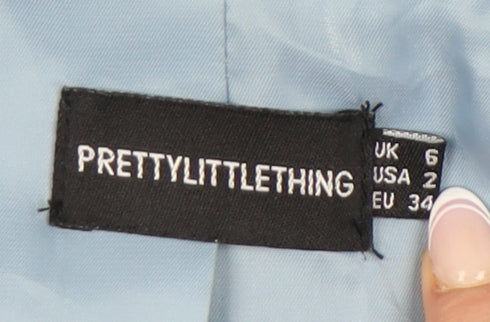 PRETTYLITTLETHING
UK 6
USA 2
EU 34